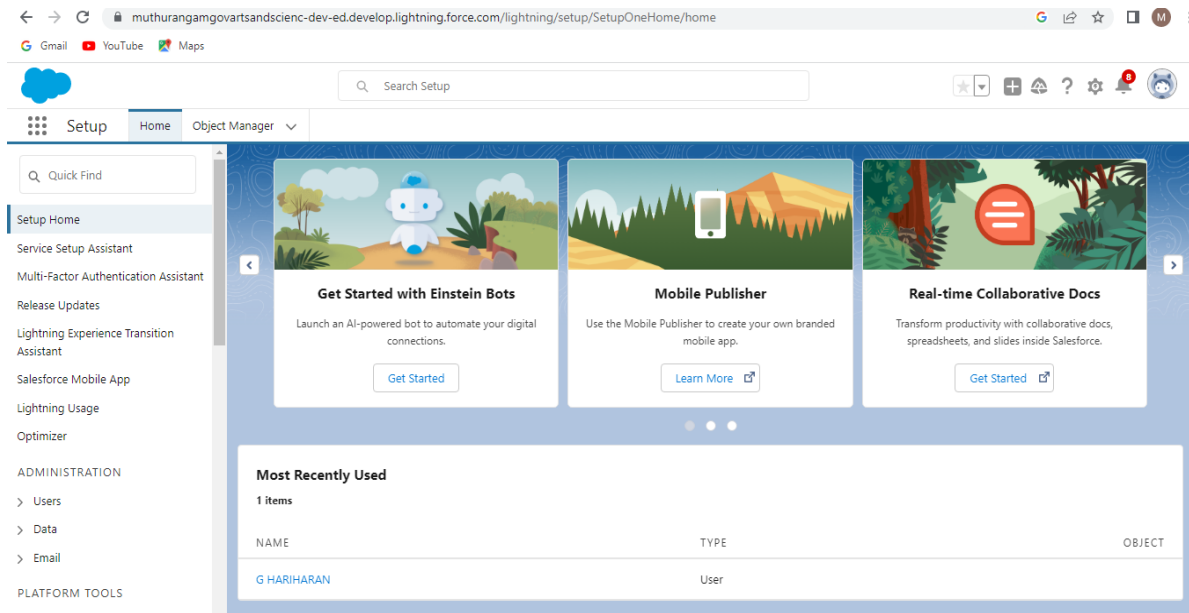 muthurangamgovartsandscienc-dev-ed.develop.lightning.force.com/lightning/setup/SetupOneHome/home
G
M
Gmail
YouTube
Maps
Search Setup
8
Setup
Home
Object Manager
Quick Find
Setup Home
Service Setup Assistant
Multi-Factor Authentication Assistant
Release Updates
Lightning Experience Transition
Assistant
Salesforce Mobile App
Lightning Usage
Optimizer
ADMINISTRATION
Users
Data
Email
PLATFORM TOOLS
Get Started with Einstein Bots
Launch an AI-powered bot to automate your digital
connections.
Get Started
Mobile Publisher
Use the Mobile Publisher to create your own branded
mobile app.
Learn More
Real-time Collaborative Docs
Transform productivity with collaborative docs,
spreadsheets, and slides inside Salesforce.
Get Started
Most Recently Used
1 items
NAME TYPE OBJECT
G HARIHARAN User